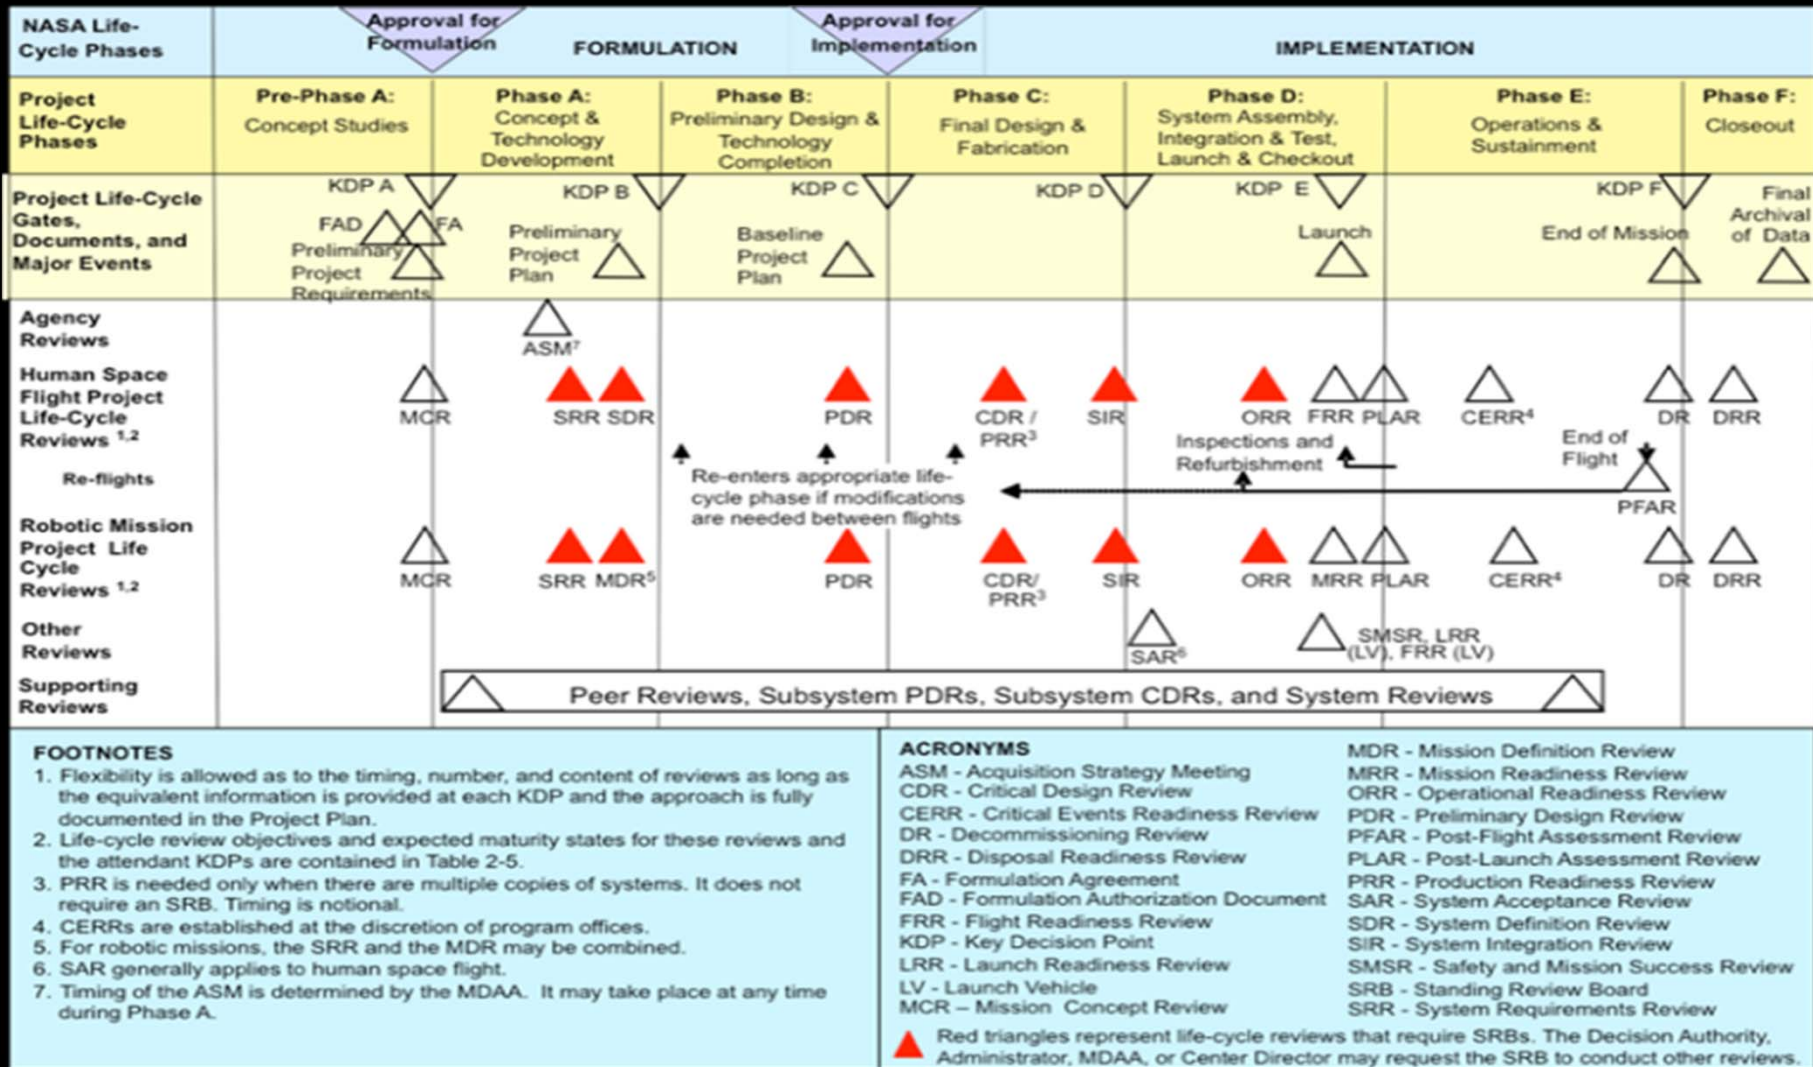 NASA Life-
Cycle Phases
Approval for
Formulation
FORMULATION
Approval for
Implementation
IMPLEMENTATION
Project
Life-Cycle
Phases
Pre-Phase A:
Concept Studies
Phase A:
Concept &
Technology
Development
Phase B:
Preliminary Design &
Technology
Completion
Phase C:
Final Design &
Fabrication
Phase D:
System Assembly,
Integration & Test,
Launch & Checkout
Phase E:
Operations &
Sustainment
Phase F:
Closeout
Project Life-Cycle
Gates,
Documents, and
Major Events
KDP A
FAD
FA
Preliminary
Project
Requirements
KDP B
Preliminary
Project
Plan
KDP C
Baseline
Project
Plan
KDP D
KDP E
Launch
KDP F
End of Mission
Final
Archival
of Data
Agency
Reviews
ASM7
Human Space
Flight Project
Life-Cycle
Reviews 1,2
MCR
SRR SDR
PDR
CDR /
PRR3
SIR
ORR FRR PLAR
CERR4
DR DRR
Re-flights
Re-enters appropriate life-
cycle phase if modifications
are needed between flights
Inspections and
Refurbishment
End of
Flight
PFAR
Robotic Mission
Project Life
Cycle
Reviews 1,2
MCR
SRR MDR5
PDR
CDR/
PRR3
SIR
ORR MRR PLAR
CERR4
DR DRR
Other
Reviews
SAR6
SMSR, LRR
(LV), FRR (LV)
Supporting
Reviews
Peer Reviews, Subsystem PDRs, Subsystem CDRs, and System Reviews
FOOTNOTES
1. Flexibility is allowed as to the timing, number, and content of reviews as long as
the equivalent information is provided at each KDP and the approach is fully
documented in the Project Plan.
2. Life-cycle review objectives and expected maturity states for these reviews and
the attendant KDPs are contained in Table 2-5.
3. PRR is needed only when there are multiple copies of systems. It does not
require an SRB. Timing is notional.
4. CERRs are established at the discretion of program offices.
5. For robotic missions, the SRR and the MDR may be combined.
6. SAR generally applies to human space flight.
7. Timing of the ASM is determined by the MDAA. It may take place at any time
during Phase A.
ACRONYMS
ASM - Acquisition Strategy Meeting
CDR - Critical Design Review
CERR - Critical Events Readiness Review
DR - Decommissioning Review
DRR - Disposal Readiness Review
FA - Formulation Agreement
FAD - Formulation Authorization Document
FRR - Flight Readiness Review
KDP - Key Decision Point
LRR - Launch Readiness Review
LV - Launch Vehicle
MCR – Mission Concept Review
MDR - Mission Definition Review
MRR - Mission Readiness Review
ORR - Operational Readiness Review
PDR - Preliminary Design Review
PFAR - Post-Flight Assessment Review
PLAR - Post-Launch Assessment Review
PRR - Production Readiness Review
SAR - System Acceptance Review
SDR - System Definition Review
SIR - System Integration Review
SMSR - Safety and Mission Success Review
SRB - Standing Review Board
SRR - System Requirements Review
Red triangles represent life-cycle reviews that require SRBs. The Decision Authority,
Administrator, MDAA, or Center Director may request the SRB to conduct other reviews.